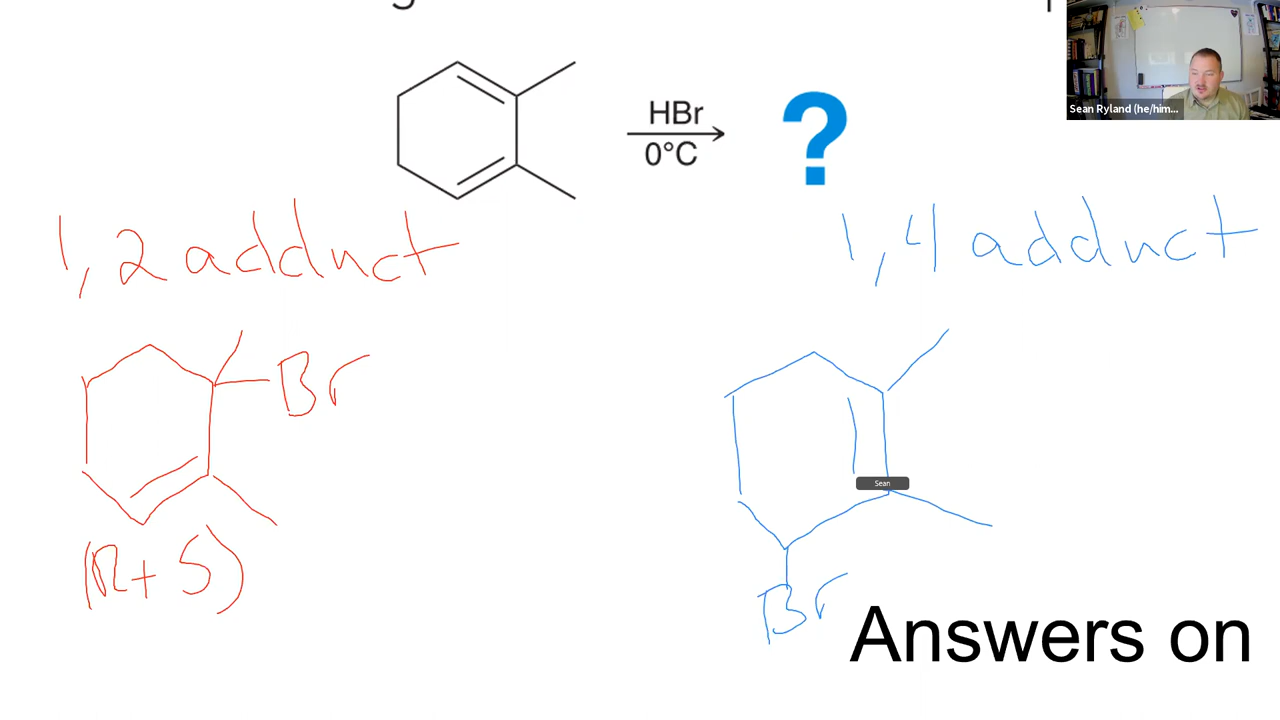 Sean Ryland (he/him...
HBr
0°C
?
1,2 adduct
1,4 adduct
Br
(R + S)
Sean
Br
Answers on